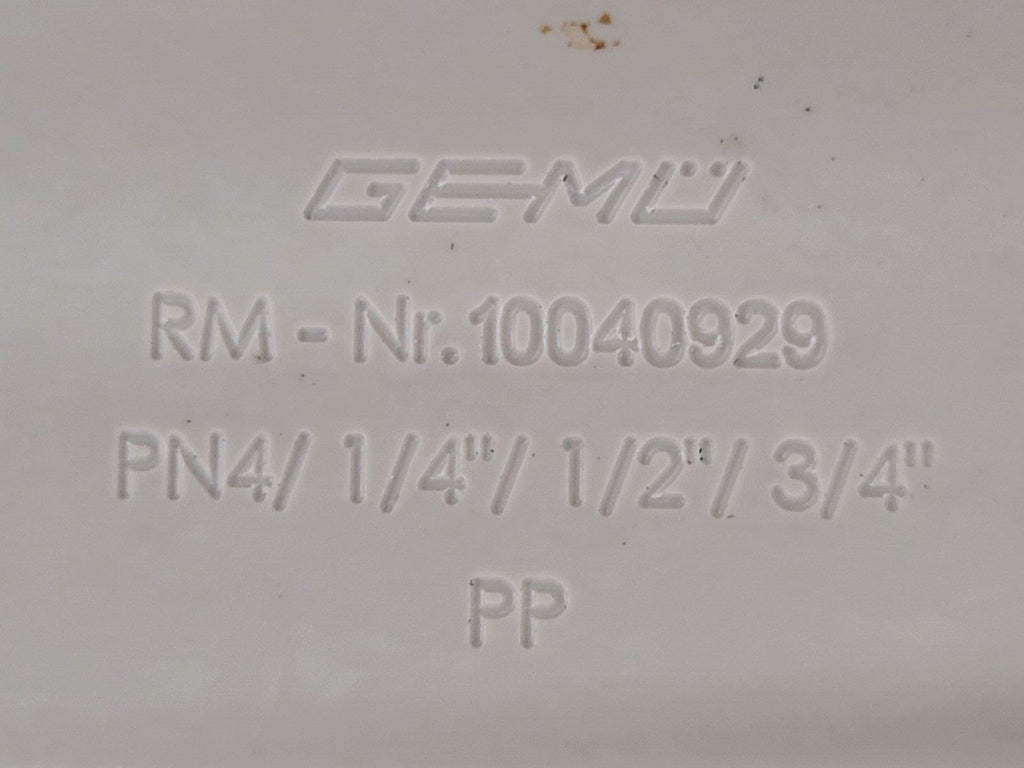 GEMÜ
RM - Nr. 10040929
PN4/ 1/4"/ 1/2"/ 3/4"
PP